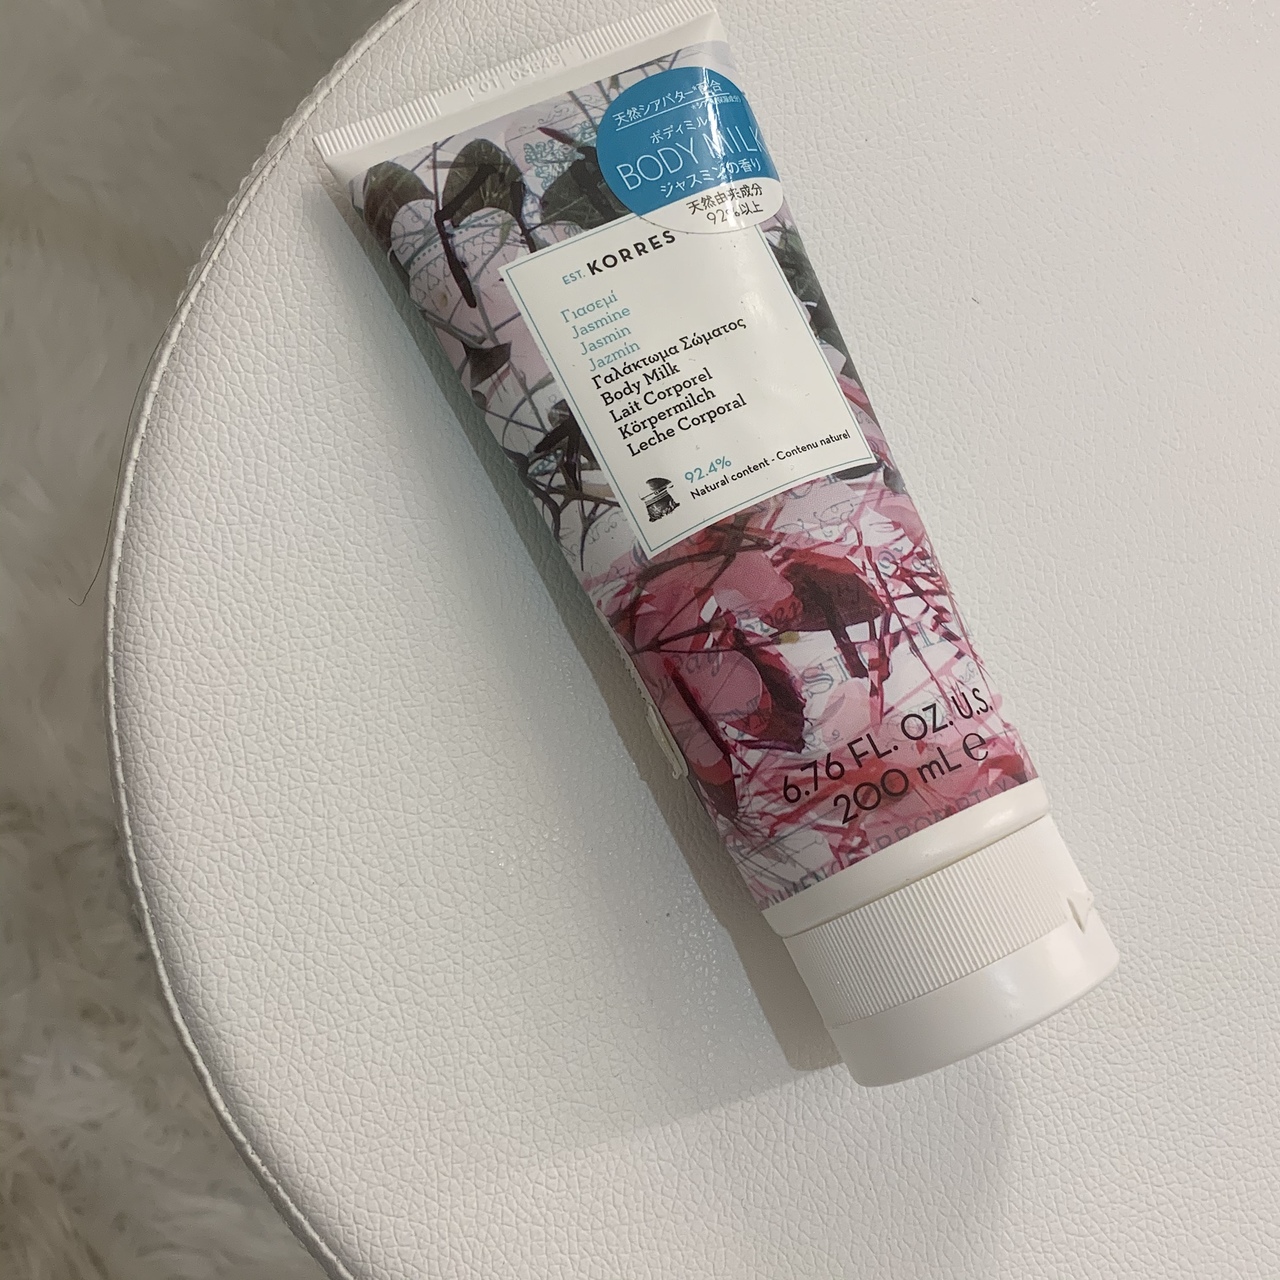 天然シアバター*配合
ボディミルク
BODY MILK
ジャスミンの香り
天然由来成分
92%以上
EST. KORRES
Γιασεμί
Jasmine
Jasmin
Jazmín
Γαλάκτωμα Σώματος
Body Milk
Lait Corporel
Körpermilch
Leche Corporal
92.4%
Natural content - Contenu naturel
6.76 FL. OZ. U.S.
200 mL e